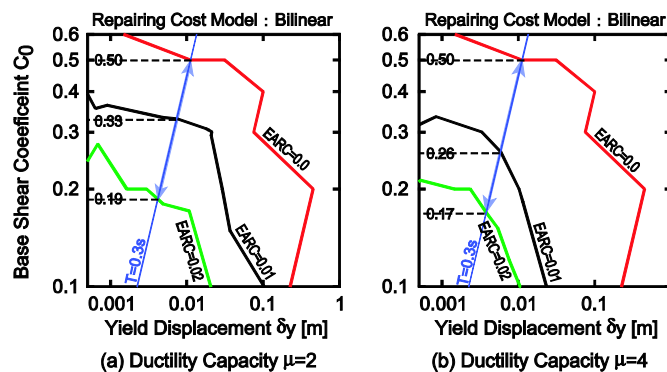 Repairing Cost Model : Bilinear
Repairing Cost Model : Bilinear
Base Shear Coeefficeint C0
0.6
0.5
0.4
0.3
0.2
0.1
0.50
0.33
0.19
EARC=0.0
EARC=0.01
EARC=0.02
T=0.3s
0.001
0.01
0.1
1
Yield Displacement δy [m]
(a) Ductility Capacity μ=2
0.6
0.5
0.4
0.3
0.2
0.1
0.50
0.26
0.17
EARC=0.0
EARC=0.01
EARC=0.02
T=0.3s
0.001
0.01
0.1
Yield Displacement δy [m]
(b) Ductility Capacity μ=4